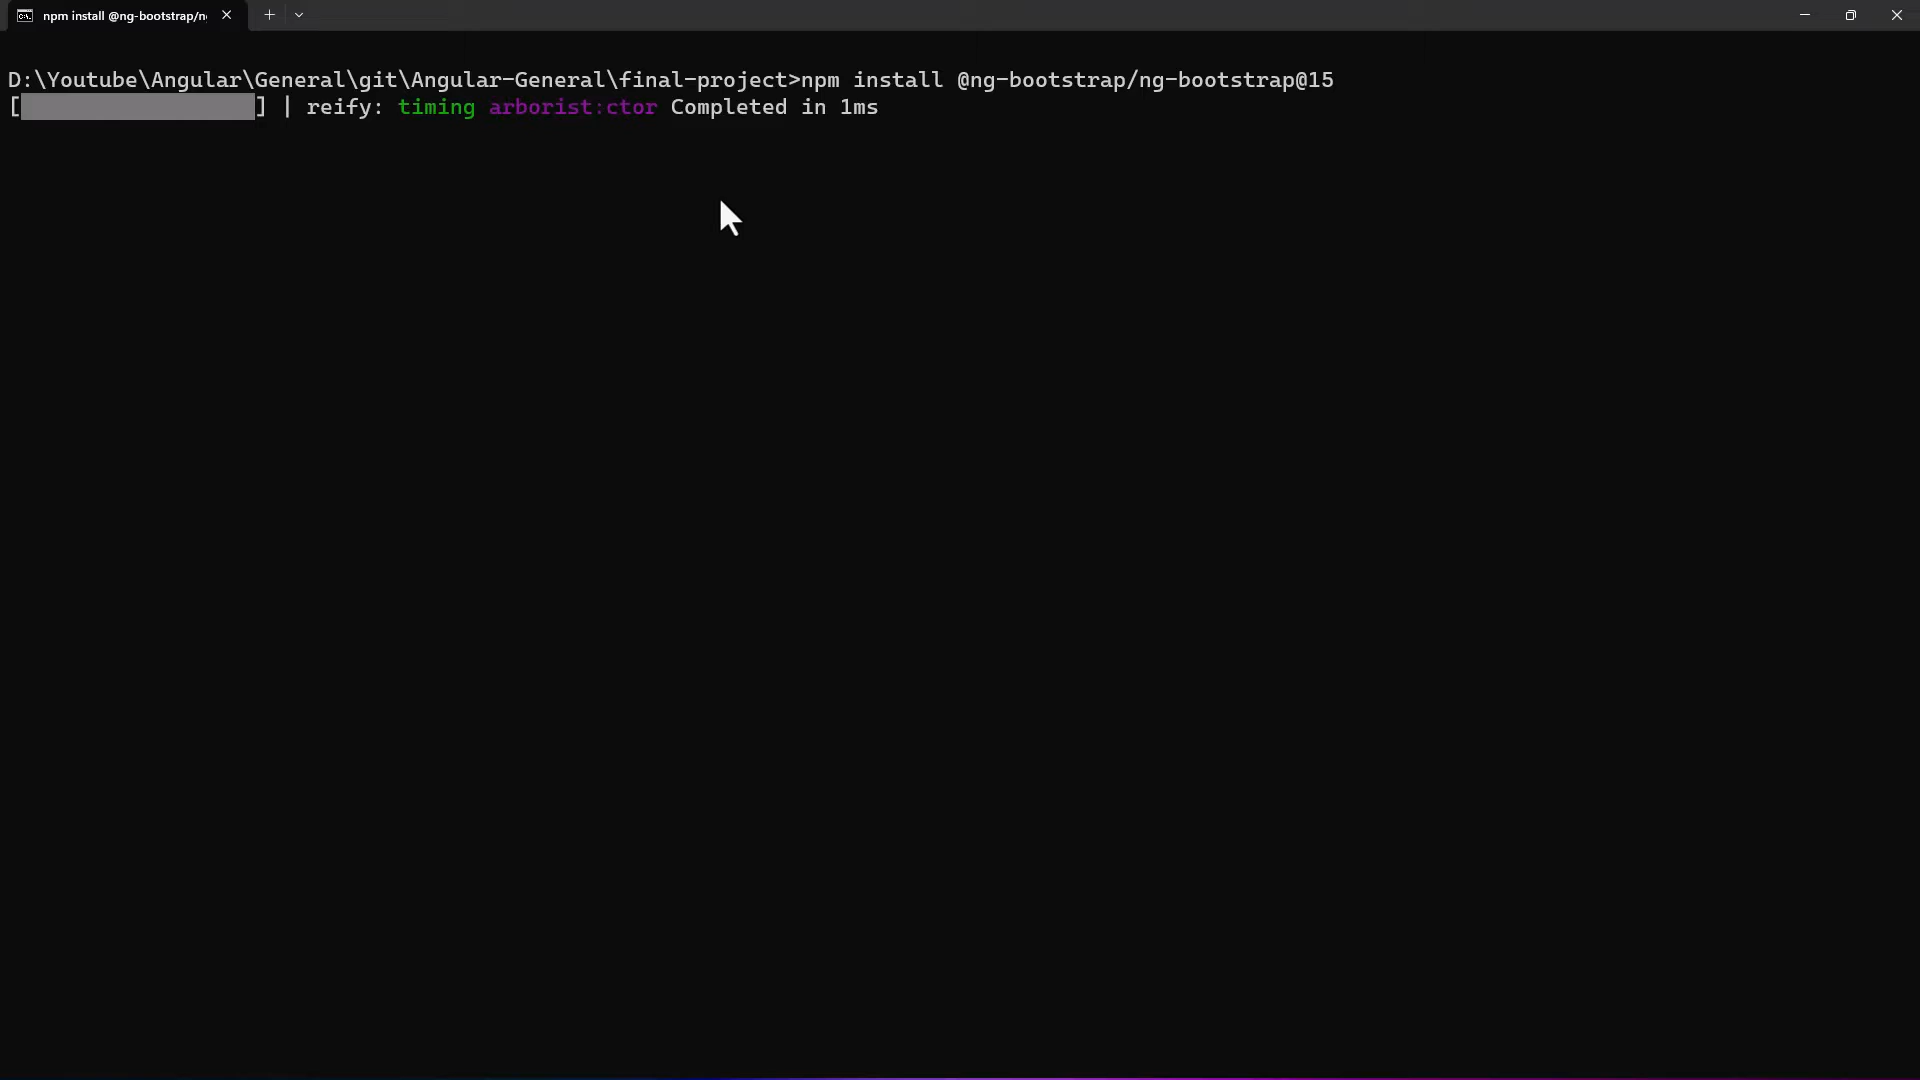 npm install @ng-bootstrap/n
D:\Youtube\Angular\General\git\Angular-General\final-project>npm install @ng-bootstrap/ng-bootstrap@15
[                  ] | reify: timing arborist:ctor Completed in 1ms